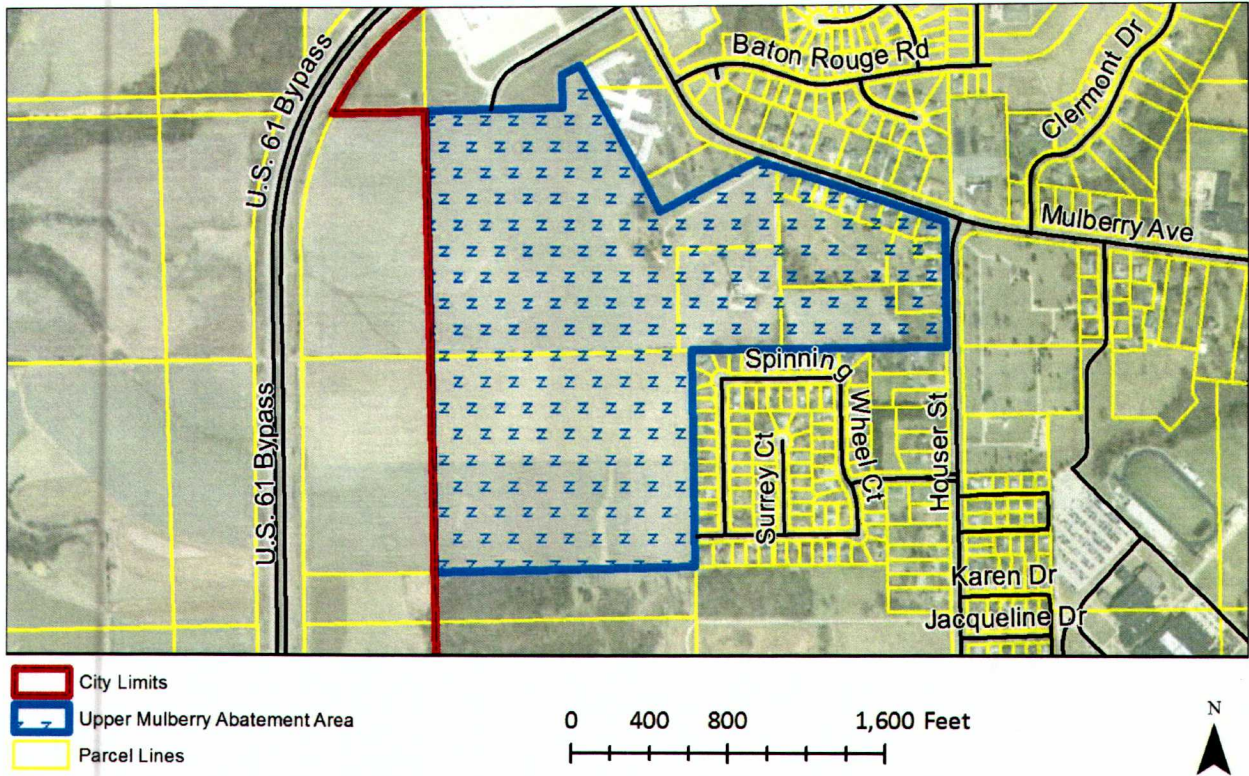 Baton Rouge Rd
Clermont Dr
U.S. 61 Bypass
Mulberry Ave
Spinning Wheel Ct
Surrey Ct
Houser St
U.S. 61 Bypass
Karen Dr
Jacqueline Dr
City Limits
Upper Mulberry Abatement Area
Parcel Lines
0 400 800 1,600 Feet
N